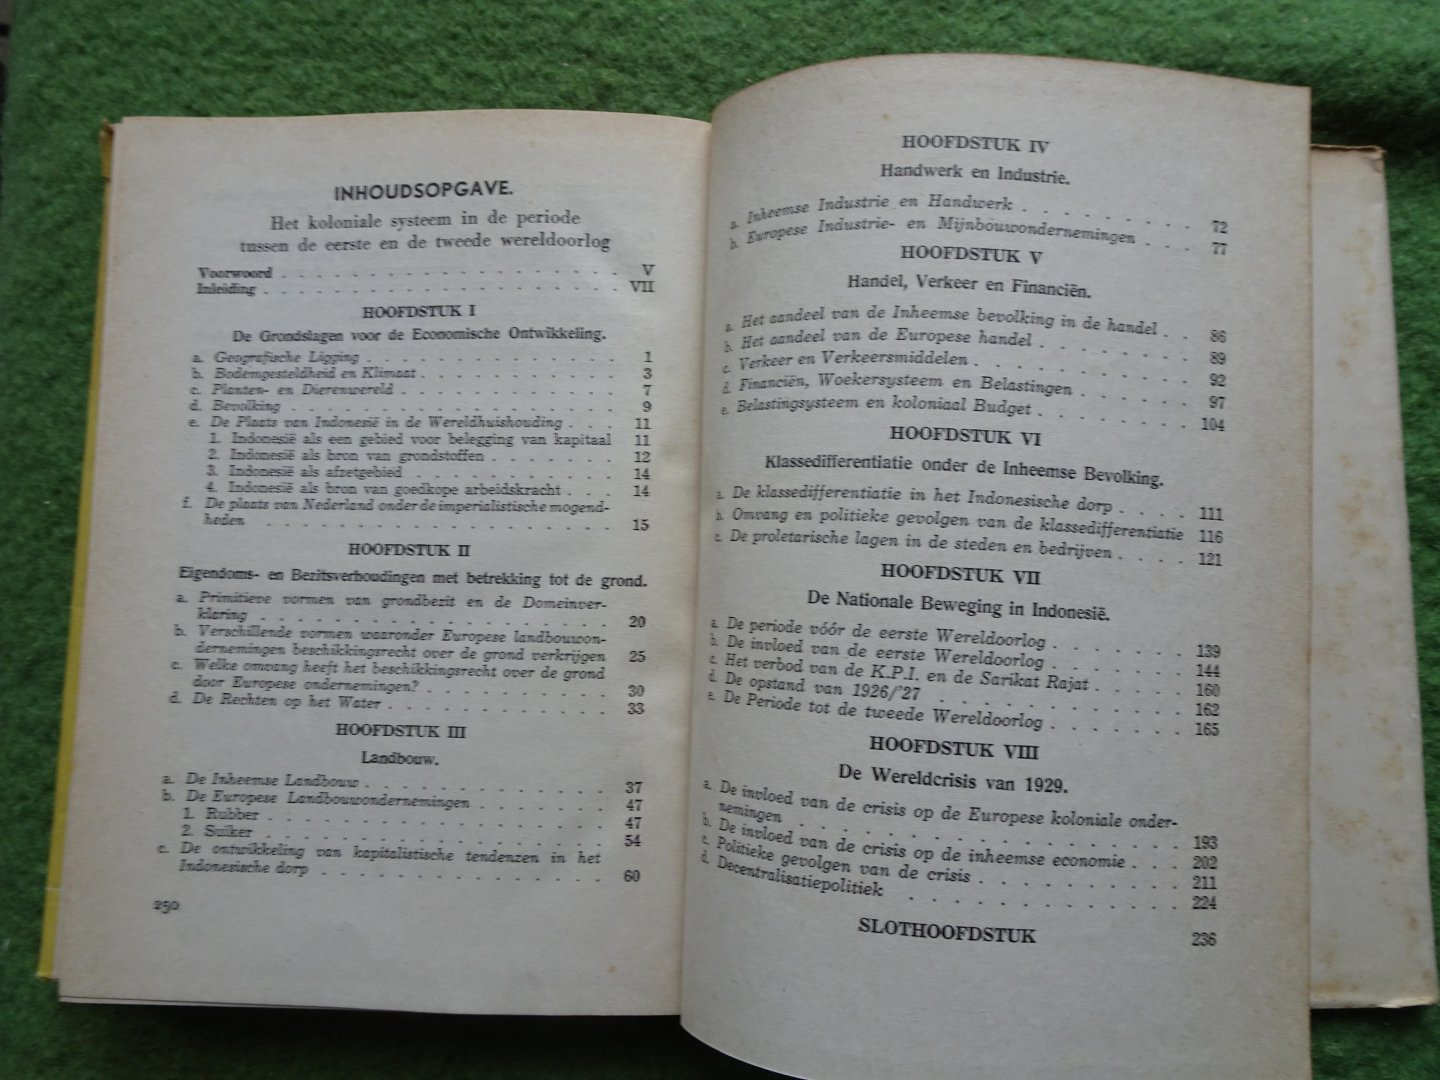 INHOUDSOPGAVE.
Het koloniale systeem in de periode
tussen de eerste en de tweede wereldoorlog
Voorwoord . . . . . . . . . . . . . . . . . . . V
Inleiding . . . . . . . . . . . . . . . . . . . VII
HOOFDSTUK I
De Grondslagen voor de Economische Ontwikkeling.
a. Geografische Ligging . . . . . . . . . . . . . 1
b. Bodemgesteldheid en Klimaat . . . . . . . . . . 3
c. Planten- en Dierenwereld . . . . . . . . . . . 7
d. Bevolking . . . . . . . . . . . . . . . . . 9
e. De Plaats van Indonesië in de Wereldhuishouding . . . 11
1. Indonesië als een gebied voor belegging van kapitaal 11
2. Indonesië als bron van grondstoffen . . . . . . . 12
3. Indonesië als afzetgebied . . . . . . . . . . . 14
4. Indonesië als bron van goedkope arbeidskracht . . . 14
f. De plaats van Nederland onder de imperialistische mogend-
heden . . . . . . . . . . . . . . . . . . 15
HOOFDSTUK II
Eigendoms- en Bezitsverhoudingen met betrekking tot de grond.
a. Primitieve vormen van grondbezit en de Domeinver-
klaring . . . . . . . . . . . . . . . . . 20
b. Verschillende vormen waaronder Europese landbouwon-
dernemingen beschikkingsrecht over de grond verkrijgen 25
c. Welke omvang heeft het beschikkingsrecht over de grond
door Europese ondernemingen? . . . . . . . . . 30
d. De Rechten op het Water . . . . . . . . . . . 33
HOOFDSTUK III
Landbouw.
a. De Inheemse Landbouw . . . . . . . . . . . . 37
b. De Europese Landbouwondernemingen . . . . . . . 47
1. Rubber . . . . . . . . . . . . . . . . 47
2. Suiker . . . . . . . . . . . . . . . . 54
c. De ontwikkeling van kapitalistische tendenzen in het
Indonesische dorp . . . . . . . . . . . . . . 60
250
HOOFDSTUK IV
Handwerk en Industrie.
a. Inheemse Industrie en Handwerk . . . . . . . . . 72
b. Europese Industrie- en Mijnbouwondernemingen . . . 77
HOOFDSTUK V
Handel, Verkeer en Financiën.
a. Het aandeel van de Inheemse bevolking in de handel . 86
b. Het aandeel van de Europese handel . . . . . . . 89
c. Verkeer en Verkeersmiddelen . . . . . . . . . . 92
d. Financiën, Woekersysteem en Belastingen . . . . . 97
e. Belastingsysteem en koloniaal Budget . . . . . . . 104
HOOFDSTUK VI
Klassedifferentiatie onder de Inheemse Bevolking.
a. De klassedifferentiatie in het Indonesische dorp . . . . 111
b. Omvang en politieke gevolgen van de klassedifferentiatie 116
c. De proletarische lagen in de steden en bedrijven . . . . 121
HOOFDSTUK VII
De Nationale Beweging in Indonesië.
a. De periode vóór de eerste Wereldoorlog . . . . . . . 139
b. De invloed van de eerste Wereldoorlog . . . . . . . 144
c. Het verbod van de K.P.I. en de Sarikat Rajat . . . . . 160
d. De opstand van 1926/'27 . . . . . . . . . . . . 162
e. De Periode tot de tweede Wereldoorlog . . . . . . . 165
HOOFDSTUK VIII
De Wereldcrisis van 1929.
a. De invloed van de crisis op de Europese koloniale onder-
nemingen . . . . . . . . . . . . . . . . . 193
b. De invloed van de crisis op de inheemse economie . . . 202
c. Politieke gevolgen van de crisis . . . . . . . . . . 211
d. Decentralisatiepolitiek . . . . . . . . . . . . . 224
SLOTHOOFDSTUK 236